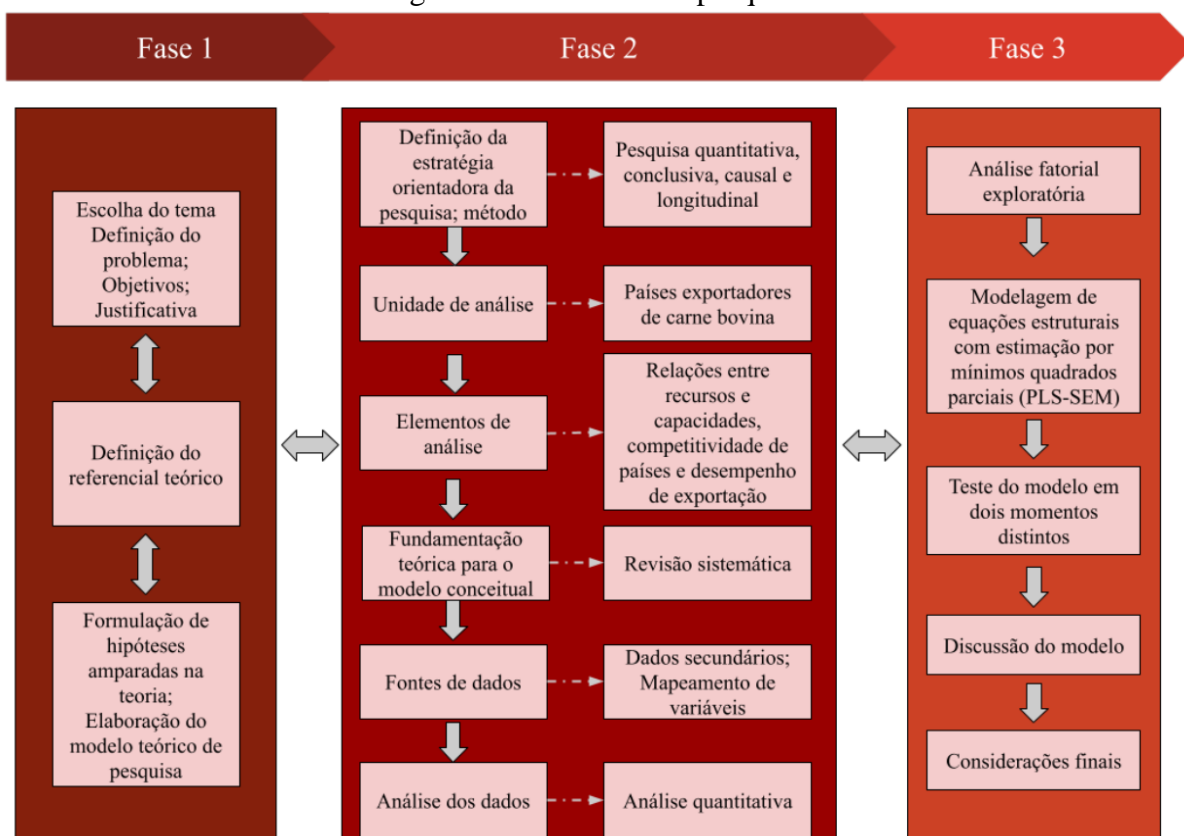 Fase 1
Fase 2
Fase 3
Escolha do tema
Definição do
problema;
Objetivos;
Justificativa
Definição do
referencial teórico
Formulação de
hipóteses
amparadas na
teoria;
Elaboração do
modelo teórico de
pesquisa
Definição da
estratégia
orientadora da
pesquisa; método
Pesquisa quantitativa,
conclusiva, causal e
longitudinal
Unidade de análise
Países exportadores
de carne bovina
Elementos de
análise
Relações entre
recursos e
capacidades,
competitividade de
países e desempenho
de exportação
Fundamentação
teórica para o
modelo conceitual
Revisão sistemática
Fontes de dados
Dados secundários;
Mapeamento de
variáveis
Análise dos dados
Análise quantitativa
Análise fatorial
exploratória
Modelagem de
equações estruturais
com estimação por
mínimos quadrados
parciais (PLS-SEM)
Teste do modelo em
dois momentos
distintos
Discussão do modelo
Considerações finais